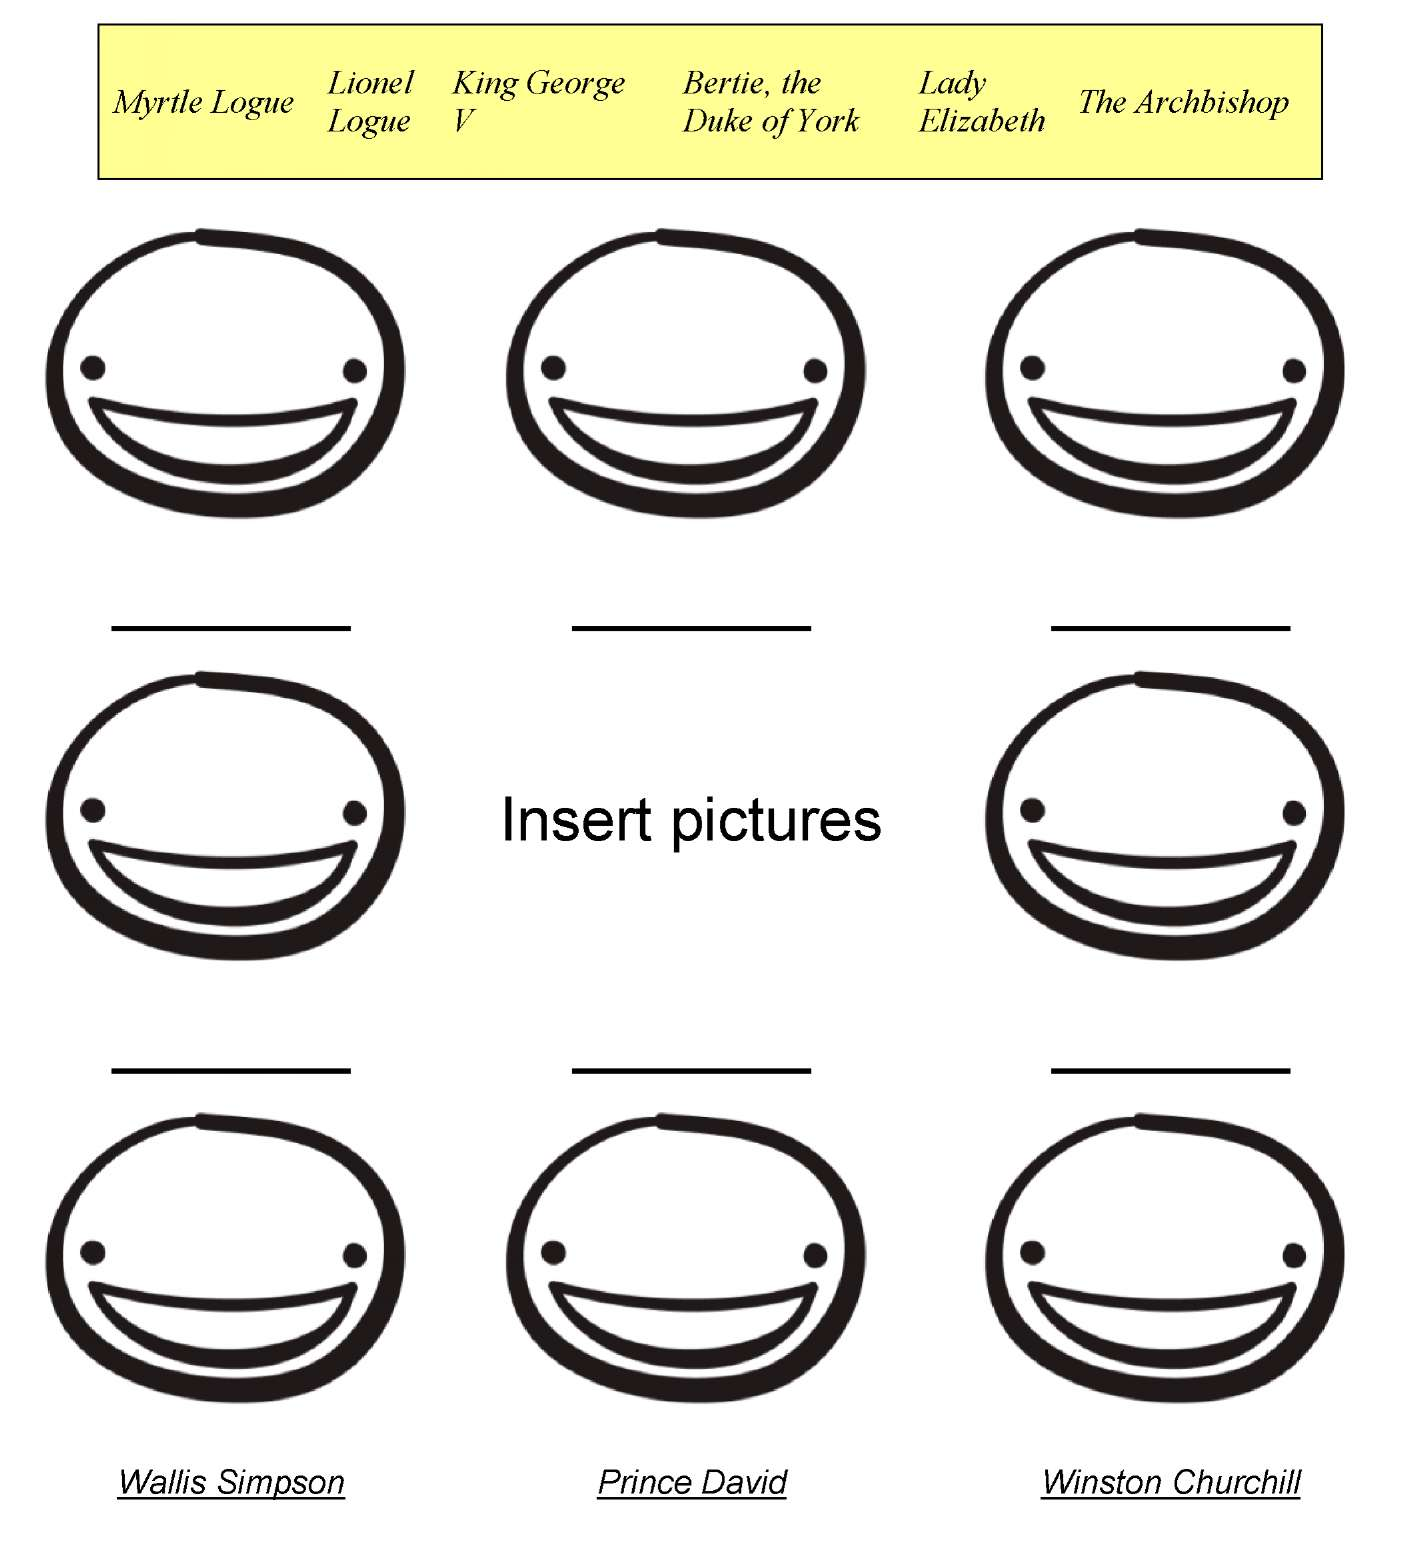 Myrtle Logue
Lionel
Logue
King George
V
Bertie, the
Duke of York
Lady
Elizabeth
The Archbishop
Insert pictures
Wallis Simpson
Prince David
Winston Churchill